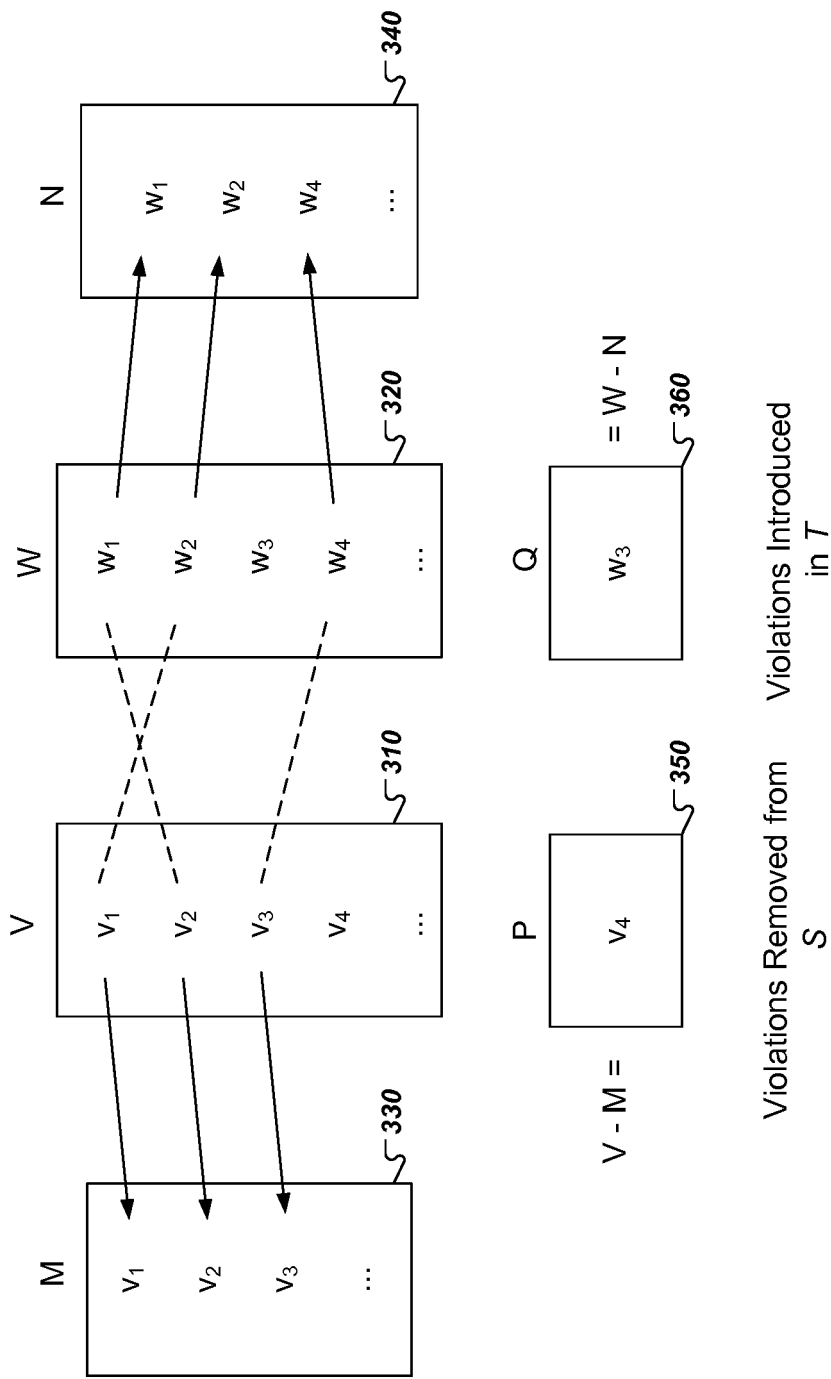 M
V
W
N
v1
v2
v3
...
330
v1
v2
v3
v4
...
310
w1
w2
w3
w4
...
320
w1
w2
w4
...
340
V - M =
P
v4
350
Q
w3
360
= W - N
Violations Removed from
S
Violations Introduced
in T